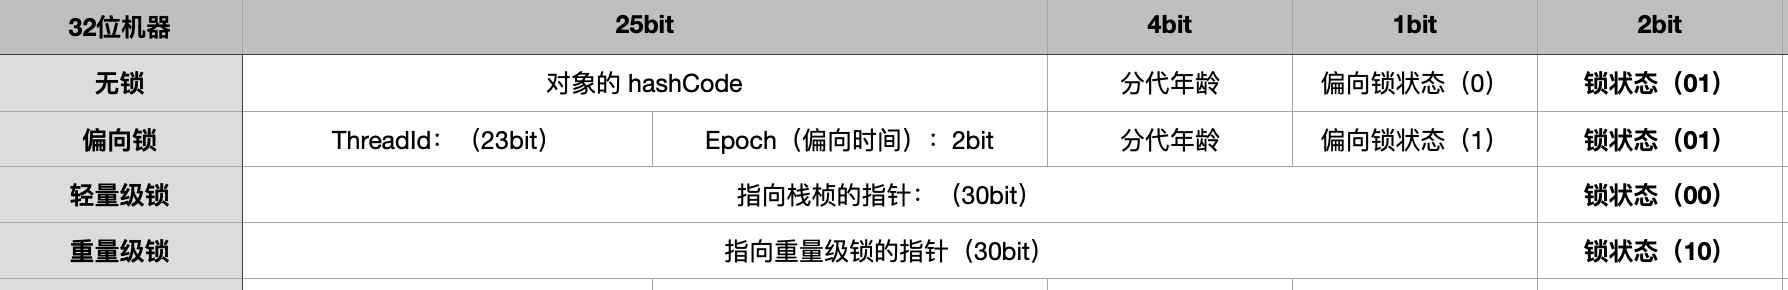 32位机器 25bit 4bit 1bit 2bit
无锁 对象的 hashCode 分代年龄 偏向锁状态（0） 锁状态（01）
偏向锁 ThreadId：（23bit） Epoch（偏向时间）：2bit 分代年龄 偏向锁状态（1） 锁状态（01）
轻量级锁 指向栈桢的指针：（30bit） 锁状态（00）
重量级锁 指向重量级锁的指针（30bit） 锁状态（10）